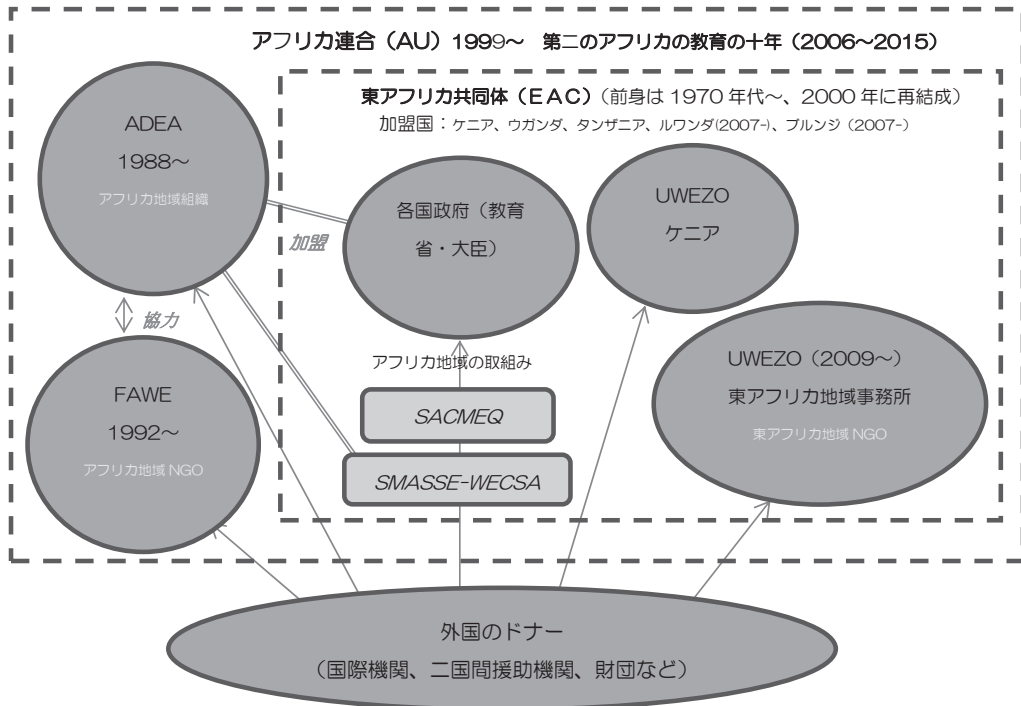 アフリカ連合（AU）1999～　第二のアフリカの教育の十年（2006～2015）
東アフリカ共同体（EAC）（前身は 1970 年代～、2000 年に再結成）
加盟国：ケニア、ウガンダ、タンザニア、ルワンダ(2007-)、ブルンジ（2007-）
ADEA
1988～
アフリカ地域組織
加盟
各国政府（教育
省・大臣）
UWEZO
ケニア
協力
FAWE
1992～
アフリカ地域 NGO
アフリカ地域の取組み
SACMEQ
SMASSE-WECSA
UWEZO（2009～）
東アフリカ地域事務所
東アフリカ地域 NGO
外国のドナー
（国際機関、二国間援助機関、財団など）